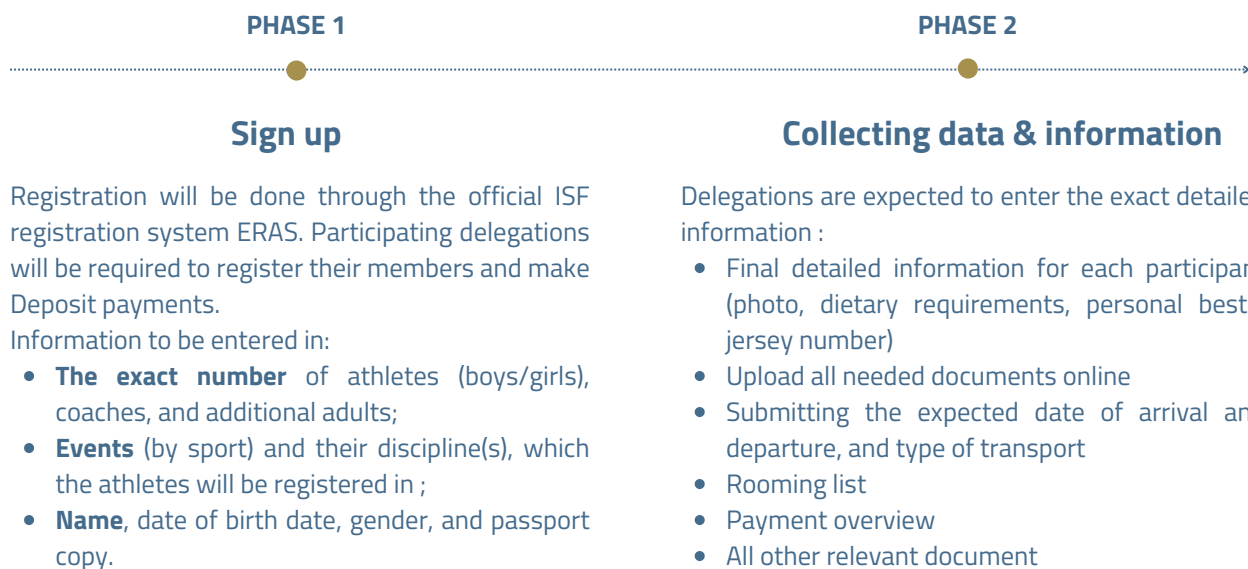 PHASE 1
Sign up
Registration will be done through the official ISF
registration system ERAS. Participating delegations
will be required to register their members and make
Deposit payments.
Information to be entered in:
• The exact number of athletes (boys/girls),
coaches, and additional adults;
• Events (by sport) and their discipline(s), which
the athletes will be registered in ;
• Name, date of birth date, gender, and passport
copy.
PHASE 2
Collecting data & information
Delegations are expected to enter the exact
information :
• Final detailed information for each
(photo, dietary requirements, personal
jersey number)
• Upload all needed documents online
• Submitting the expected date of arrival
departure, and type of transport
• Rooming list
• Payment overview
• All other relevant document